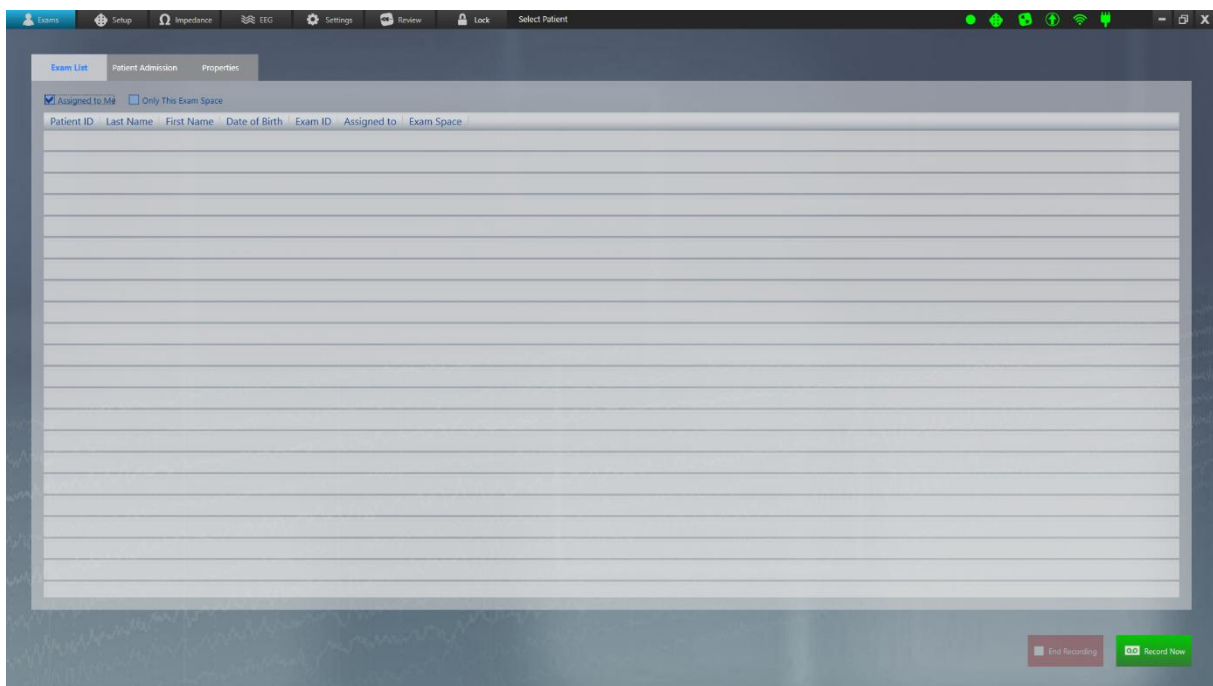 Exams Setup Ω Impedance EEG Settings Review Lock Select Patient
Exam List Patient Admission Properties
Assigned to Me Only This Exam Space
Patient ID Last Name First Name Date of Birth Exam ID Assigned to Exam Space
End Recording Record Now